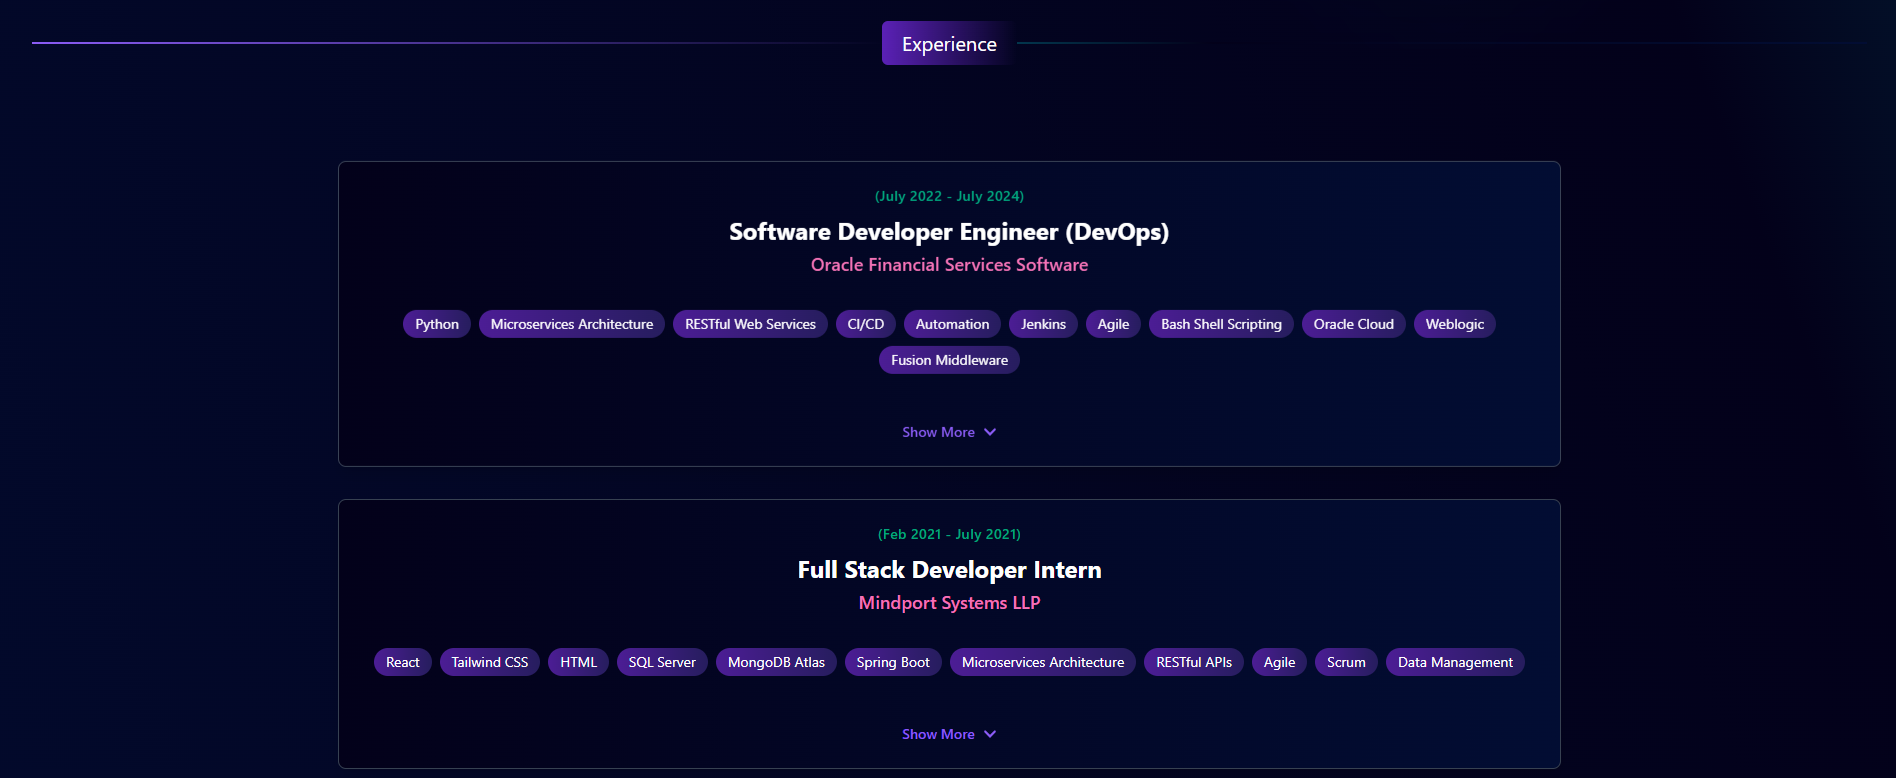 Experience
(July 2022 - July 2024)
Software Developer Engineer (DevOps)
Oracle Financial Services Software
Python Microservices Architecture RESTful Web Services CI/CD Automation Jenkins Agile Bash Shell Scripting Oracle Cloud Weblogic
Fusion Middleware
Show More
(Feb 2021 - July 2021)
Full Stack Developer Intern
Mindport Systems LLP
React Tailwind CSS HTML SQL Server MongoDB Atlas Spring Boot Microservices Architecture RESTful APIs Agile Scrum Data Management
Show More